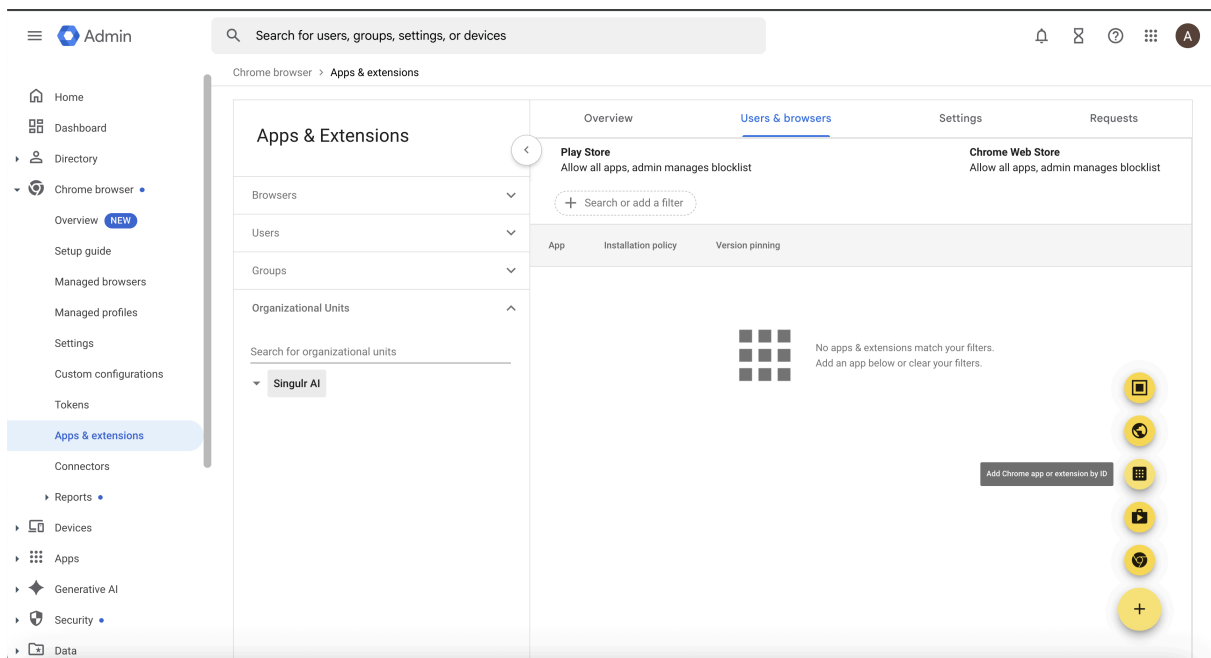 Admin
Search for users, groups, settings, or devices
A
Chrome browser > Apps & extensions
Home
Dashboard
Directory
Chrome browser
Overview NEW
Setup guide
Managed browsers
Managed profiles
Settings
Custom configurations
Tokens
Apps & extensions
Connectors
Reports
Devices
Apps
Generative AI
Security
Data
Apps & Extensions
Browsers
Users
Groups
Organizational Units
Search for organizational units
Singulr AI
Overview Users & browsers Settings Requests
Play Store
Allow all apps, admin manages blocklist
Chrome Web Store
Allow all apps, admin manages blocklist
Search or add a filter
App Installation policy Version pinning
No apps & extensions match your filters.
Add an app below or clear your filters.
Add Chrome app or extension by ID